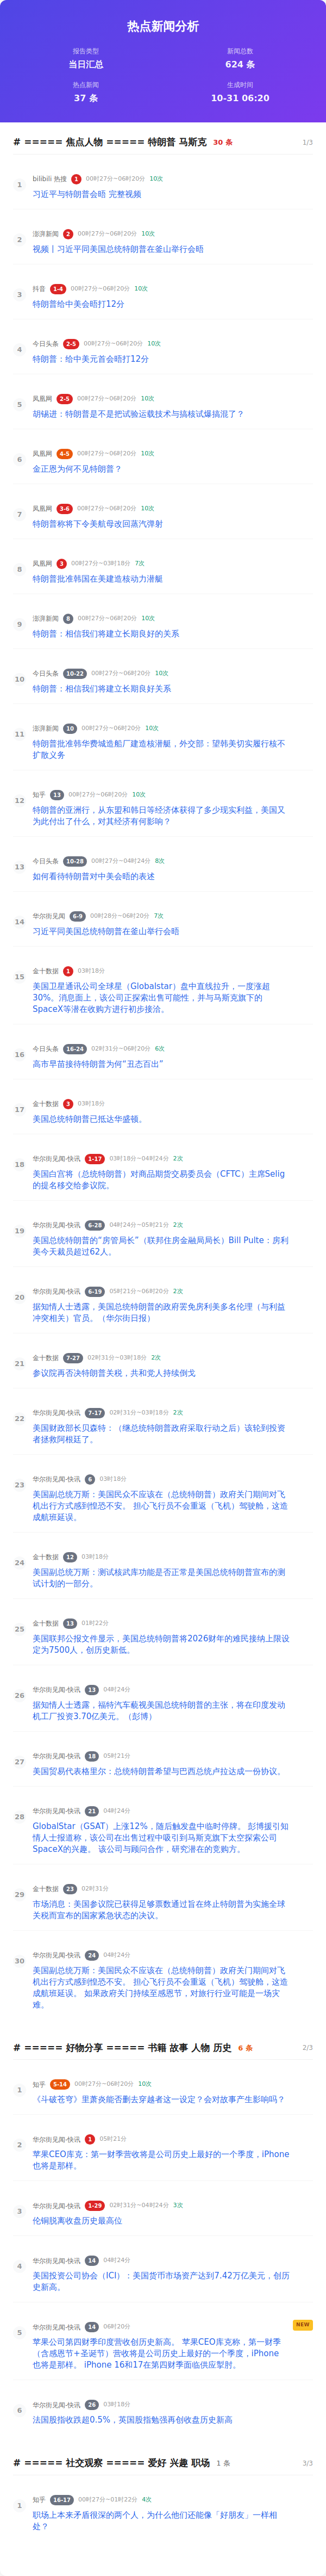 热点新闻分析
报告类型
当日汇总
新闻总数
624 条
热点新闻
37 条
生成时间
10-31 06:20
# ===== 焦点人物 ===== 特朗普 马斯克 30 条 1/3
1
bilibili 热搜 1 00时27分~06时20分 10次
习近平与特朗普会晤 完整视频
2
澎湃新闻 2 00时27分~06时20分 10次
视频丨习近平同美国总统特朗普在釜山举行会晤
3
抖音 1-4 00时27分~06时20分 10次
特朗普给中美会晤打12分
4
今日头条 2-5 00时27分~06时20分 10次
特朗普：给中美元首会晤打12分
5
凤凰网 2-5 00时27分~06时20分 10次
胡锡进：特朗普是不是把试验运载技术与搞核试爆搞混了？
6
凤凰网 4-5 00时27分~06时20分 10次
金正恩为何不见特朗普？
7
凤凰网 3-6 00时27分~06时20分 10次
特朗普称将下令美航母改回蒸汽弹射
8
凤凰网 3 00时27分~03时18分 7次
特朗普批准韩国在美建造核动力潜艇
9
澎湃新闻 8 00时27分~06时20分 10次
特朗普：相信我们将建立长期良好的关系
10
今日头条 10-22 00时27分~06时20分 10次
特朗普：相信我们将建立长期良好关系
11
澎湃新闻 10 00时27分~06时20分 10次
特朗普批准韩华费城造船厂建造核潜艇，外交部：望韩美切实履行核不
扩散义务
12
知乎 13 00时27分~06时20分 10次
特朗普的亚洲行，从东盟和韩日等经济体获得了多少现实利益，美国又
为此付出了什么，对其经济有何影响？
13
今日头条 10-28 00时27分~04时24分 8次
如何看待特朗普对中美会晤的表述
14
华尔街见闻 6-9 00时28分~06时20分 7次
习近平同美国总统特朗普在釜山举行会晤
15
金十数据 1 03时18分
美国卫星通讯公司全球星（Globalstar）盘中直线拉升，一度涨超
30%。消息面上，该公司正探索出售可能性，并与马斯克旗下的
SpaceX等潜在收购方进行初步接洽。
16
今日头条 16-24 02时31分~06时20分 6次
高市早苗接待特朗普为何“丑态百出”
17
金十数据 3 03时18分
美国总统特朗普已抵达华盛顿。
18
华尔街见闻-快讯 1-17 03时18分~04时24分 2次
美国白宫将（总统特朗普）对商品期货交易委员会（CFTC）主席Selig
的提名移交给参议院。
19
华尔街见闻-快讯 6-28 04时24分~05时21分 2次
美国总统特朗普的“房管局长”（联邦住房金融局局长）Bill Pulte：房利
美今天裁员超过62人。
20
华尔街见闻-快讯 6-19 05时21分~06时20分 2次
据知情人士透露，美国总统特朗普的政府罢免房利美多名伦理（与利益
冲突相关）官员。（华尔街日报）
21
金十数据 7-27 02时31分~03时18分 2次
参议院再否决特朗普关税，共和党人持续倒戈
22
华尔街见闻-快讯 7-17 02时31分~03时18分 2次
美国财政部长贝森特：（继总统特朗普政府采取行动之后）该轮到投资
者拯救阿根廷了。
23
华尔街见闻-快讯 6 03时18分
美国副总统万斯：美国民众不应该在（总统特朗普）政府关门期间对飞
机出行方式感到惶恐不安。 担心飞行员不会重返（飞机）驾驶舱，这造
成航班延误。
24
金十数据 12 03时18分
美国副总统万斯：测试核武库功能是否正常是美国总统特朗普宣布的测
试计划的一部分。
25
金十数据 13 01时22分
美国联邦公报文件显示，美国总统特朗普将2026财年的难民接纳上限设
定为7500人，创历史新低。
26
华尔街见闻-快讯 13 04时24分
据知情人士透露，福特汽车藐视美国总统特朗普的主张，将在印度发动
机工厂投资3.70亿美元。（彭博）
27
华尔街见闻-快讯 18 05时21分
美国贸易代表格里尔：总统特朗普希望与巴西总统卢拉达成一份协议。
28
华尔街见闻-快讯 21 04时24分
GlobalStar（GSAT）上涨12%，随后触发盘中临时停牌。 彭博援引知
情人士报道称，该公司在出售过程中吸引到马斯克旗下太空探索公司
SpaceX的兴趣。 该公司与顾问合作，研究潜在的竞购方。
29
金十数据 23 02时31分
市场消息：美国参议院已获得足够票数通过旨在终止特朗普为实施全球
关税而宣布的国家紧急状态的决议。
30
华尔街见闻-快讯 24 04时24分
美国副总统万斯：美国民众不应该在（总统特朗普）政府关门期间对飞
机出行方式感到惶恐不安。 担心飞行员不会重返（飞机）驾驶舱，这造
成航班延误。 如果政府关门持续至感恩节，对旅行行业可能是一场灾
难。
# ===== 好物分享 ===== 书籍 故事 人物 历史 6 条 2/3
1
知乎 5-14 00时27分~06时20分 10次
《斗破苍穹》里萧炎能否删去穿越者这一设定？会对故事产生影响吗？
2
华尔街见闻-快讯 1 05时21分
苹果CEO库克：第一财季营收将是公司历史上最好的一个季度，iPhone
也将是那样。
3
华尔街见闻-快讯 1-29 02时31分~04时24分 3次
伦铜脱离收盘历史最高位
4
华尔街见闻-快讯 14 04时24分
美国投资公司协会（ICI）：美国货币市场资产达到7.42万亿美元，创历
史新高。
5
华尔街见闻-快讯 14 06时20分
NEW
苹果公司第四财季印度营收创历史新高。 苹果CEO库克称，第一财季
（含感恩节+圣诞节）营收将是公司历史上最好的一个季度，iPhone
也将是那样。 iPhone 16和17在第四财季面临供应掣肘。
6
华尔街见闻-快讯 26 03时18分
法国股指收跌超0.5%，英国股指勉强再创收盘历史新高
# ===== 社交观察 ===== 爱好 兴趣 职场 1 条 3/3
1
知乎 16-17 00时27分~01时22分 4次
职场上本来矛盾很深的两个人，为什么他们还能像「好朋友」一样相
处？